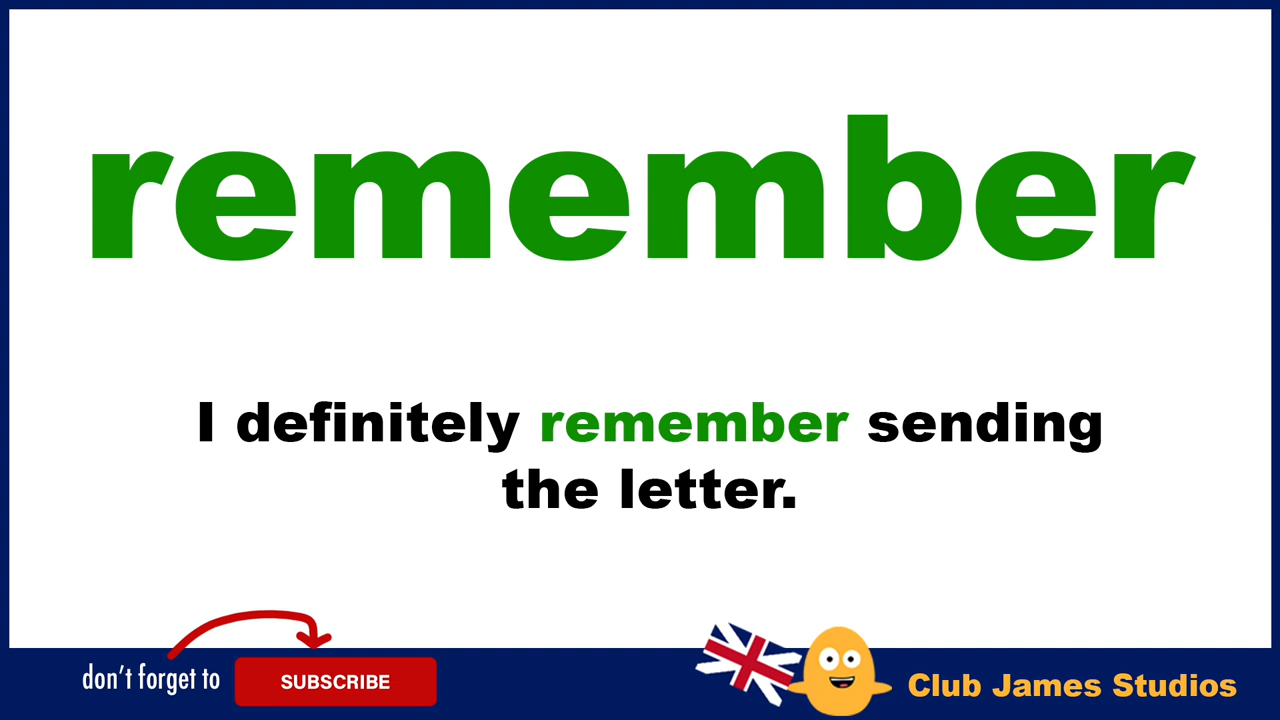 remember
I definitely remember sending
the letter.
don't forget to
SUBSCRIBE
Club James Studios